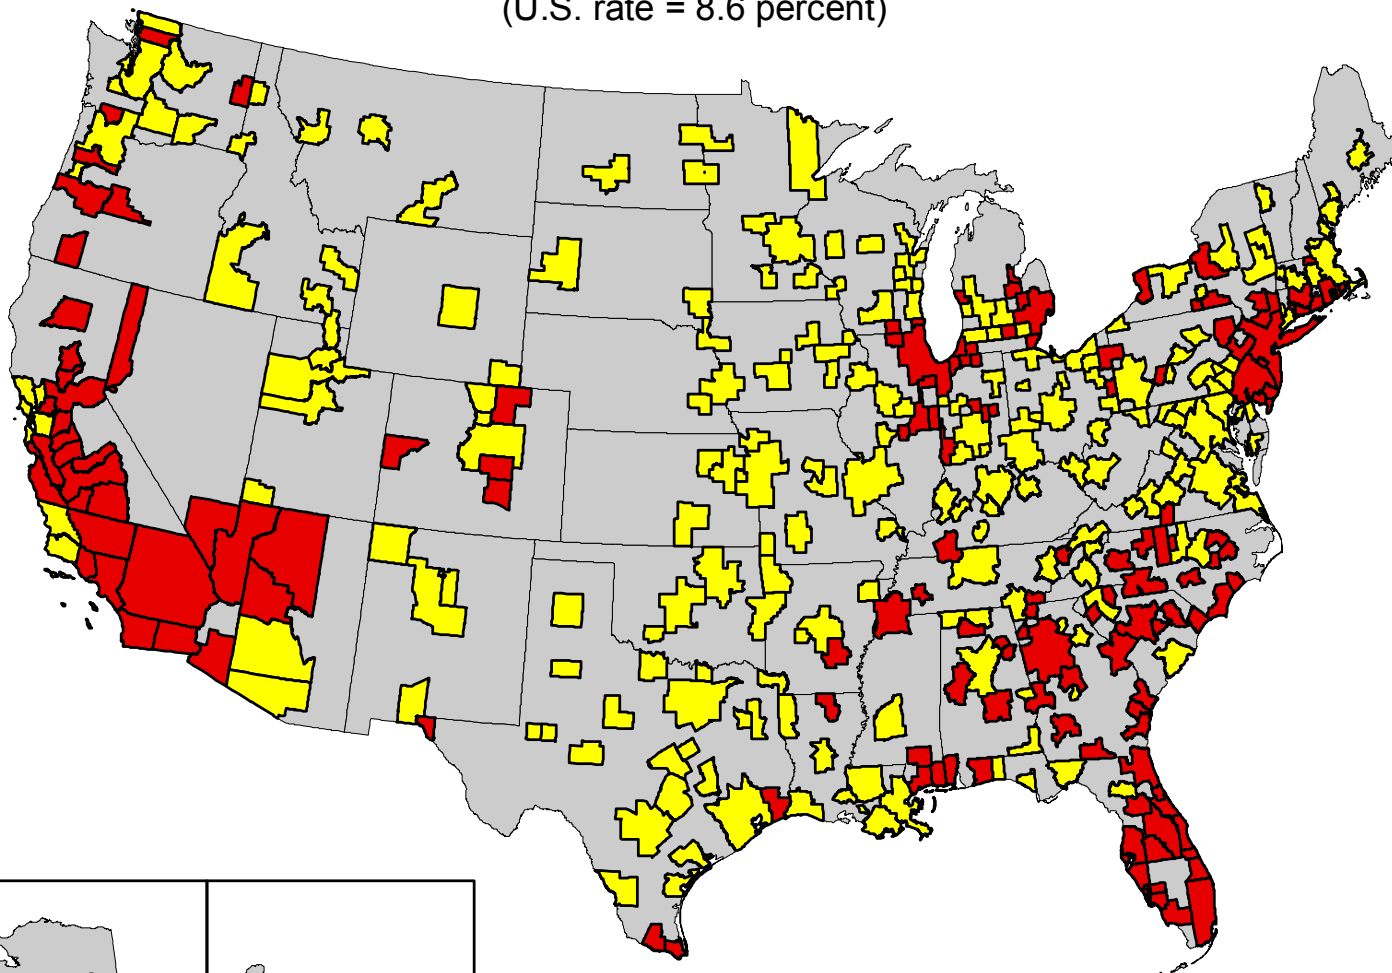 (U.S. rate = 8.6 percent)